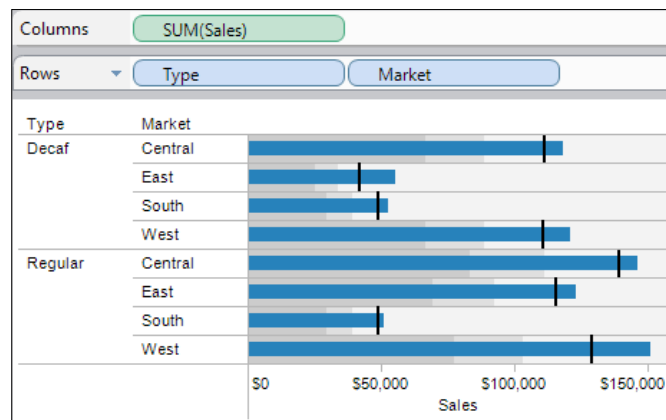 Columns SUM(Sales)
Rows Type Market
Type Market
Decaf Central
East
South
West
Regular Central
East
South
West
$0 $50,000 $100,000 $150,000
Sales